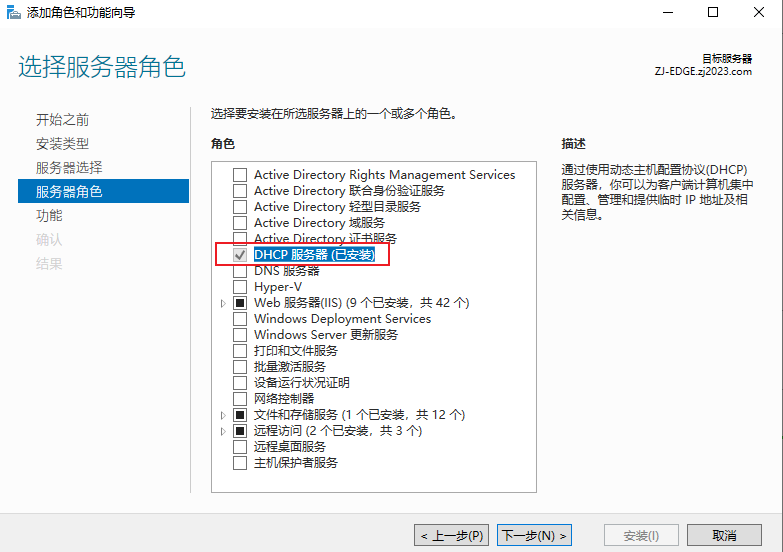 添加角色和功能向导
选择服务器角色
目标服务器
ZJ-EDGE.zj2023.com
开始之前
安装类型
服务器选择
服务器角色
功能
确认
结果
选择要安装在所选服务器上的一个或多个角色。
角色
Active Directory Rights Management Services
Active Directory 联合身份验证服务
Active Directory 轻型目录服务
Active Directory 域服务
Active Directory 证书服务
DHCP 服务器 (已安装)
DNS 服务器
Hyper-V
Web 服务器(IIS) (9 个已安装，共 42 个)
Windows Deployment Services
Windows Server 更新服务
打印和文件服务
批量激活服务
设备运行状况证明
网络控制器
文件和存储服务 (1 个已安装，共 12 个)
远程访问 (2 个已安装，共 3 个)
远程桌面服务
主机保护者服务
描述
通过使用动态主机配置协议(DHCP)
服务器，你可以为客户端计算机集中
配置、管理和提供临时 IP 地址及相
关信息。
< 上一步(P)
下一步(N) >
安装(I)
取消